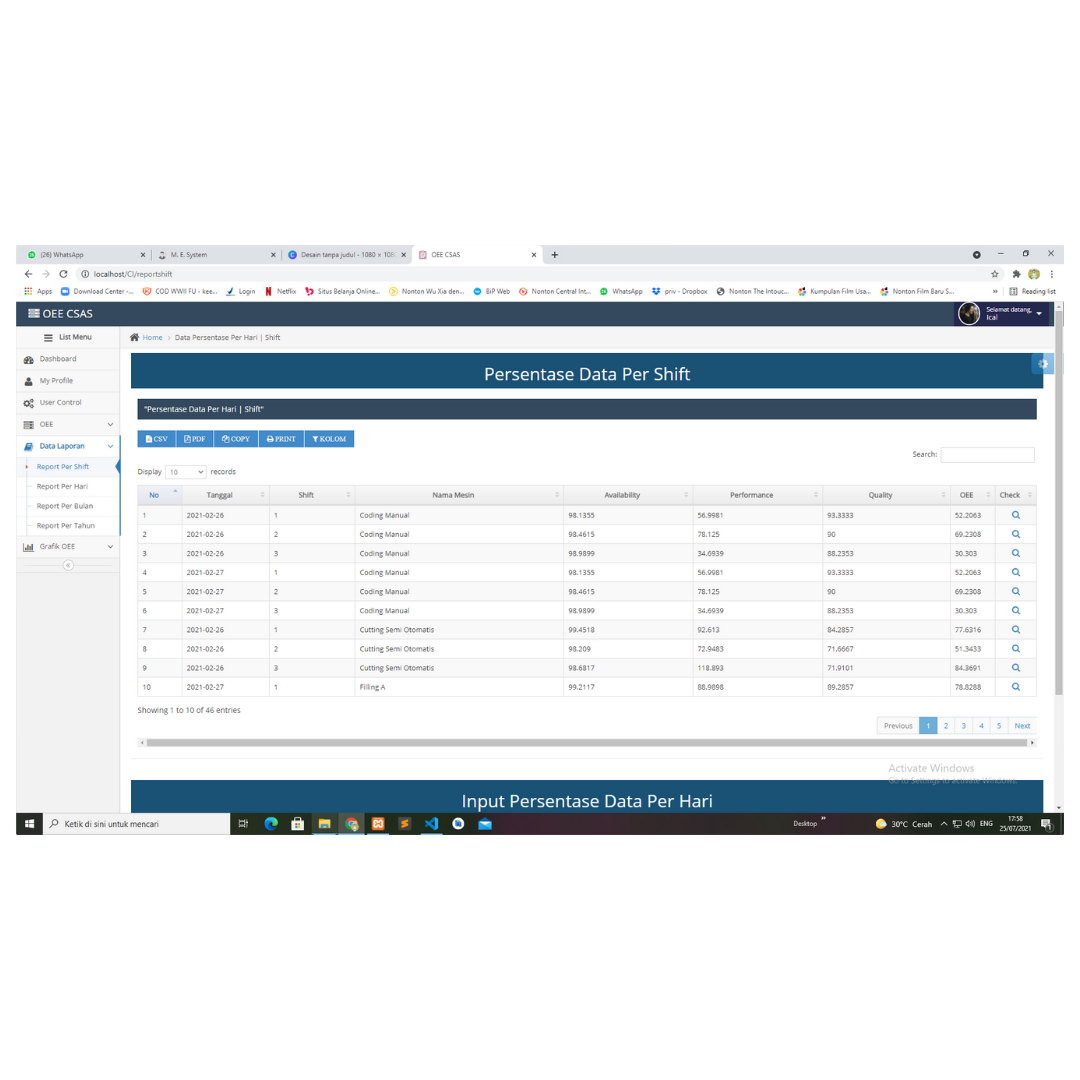 (26) WhatsApp
M. E. System
Desain tanpa judul - 1080 × 108
OEE CSAS
localhost/CI/reportshift
Apps
Download Center -...
COD WWII FU - kee...
Login
Netflix
Situs Belanja Online...
Nonton Wu Xia den...
BiP Web
Nonton Central Int...
WhatsApp
priv - Dropbox
Nonton The Intouc...
Kumpulan Film Usa...
Nonton Film Baru S...
»
Reading list
OEE CSAS
Selamat datang,
Ical
List Menu
Home > Data Persentase Per Hari | Shift
Dashboard
My Profile
User Control
OEE
Data Laporan
Report Per Shift
Report Per Hari
Report Per Bulan
Report Per Tahun
Grafik OEE
Persentase Data Per Shift
"Persentase Data Per Hari | Shift"
CSV PDF COPY PRINT KOLOM
Search:
Display 10 records
No Tanggal Shift Nama Mesin Availability Performance Quality OEE Check
1 2021-02-26 1 Coding Manual 98.1355 56.9981 93.3333 52.2063
2 2021-02-26 2 Coding Manual 98.4615 78.125 90 69.2308
3 2021-02-26 3 Coding Manual 98.9899 34.6939 88.2353 30.303
4 2021-02-27 1 Coding Manual 98.1355 56.9981 93.3333 52.2063
5 2021-02-27 2 Coding Manual 98.4615 78.125 90 69.2308
6 2021-02-27 3 Coding Manual 98.9899 34.6939 88.2353 30.303
7 2021-02-26 1 Cutting Semi Otomatis 99.4518 92.613 84.2857 77.6316
8 2021-02-26 2 Cutting Semi Otomatis 98.209 72.9483 71.6667 51.3433
9 2021-02-26 3 Cutting Semi Otomatis 98.6817 118.893 71.9101 84.3691
10 2021-02-27 1 Filling A 99.2117 88.9898 89.2857 78.8288
Showing 1 to 10 of 46 entries
Previous 1 2 3 4 5 Next
Activate Windows
Go to Settings to activate Windows.
Input Persentase Data Per Hari
Ketik di sini untuk mencari
Desktop »
30°C Cerah
ENG
17:58
25/07/2021
1